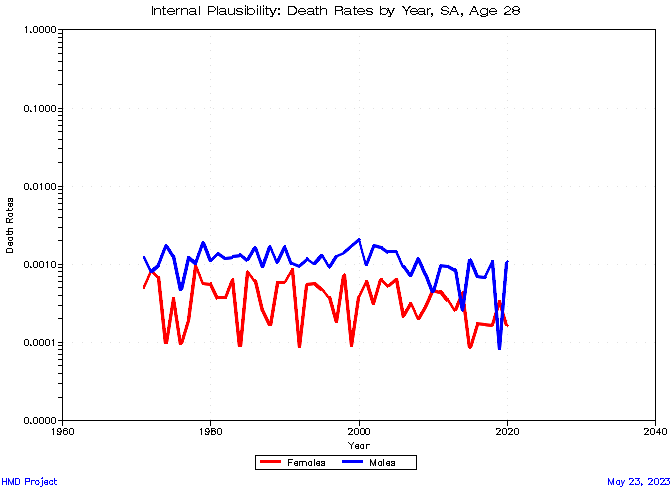 Internal Plausibility: Death Rates by Year, SA, Age 28
1.0000
0.1000
0.0100
0.0010
0.0001
0.0000
Death Rates
1960
1980
2000
2020
2040
Year
Females
Males
HMD Project
May 23, 2023